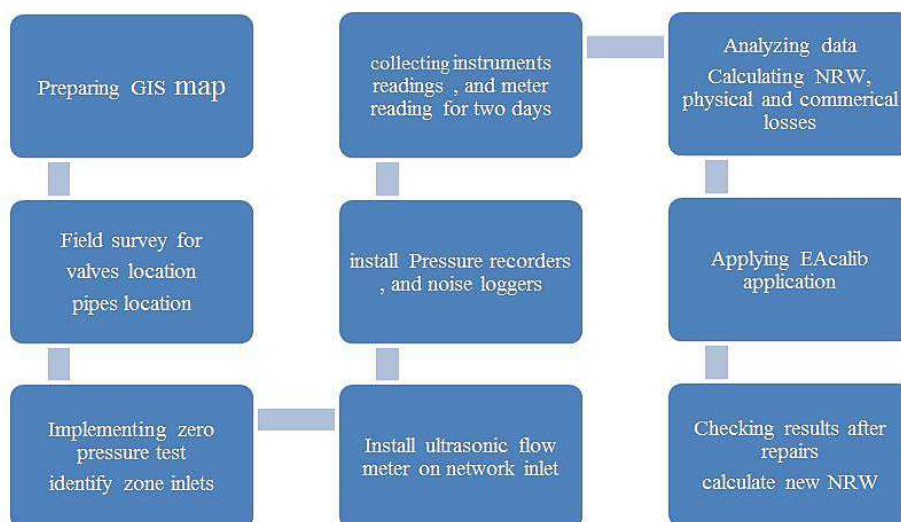 Preparing GIS map
Field survey for
valves location
pipes location
Implementing zero
pressure test
identify zone inlets
Install ultrasonic flow
meter on network inlet
install Pressure recorders
, and noise loggers
collecting instruments
readings , and meter
reading for two days
Analyzing data
Calculating NRW,
physical and commerical
losses
Applying EAcalib
application
Checking results after
repairs
calculate new NRW